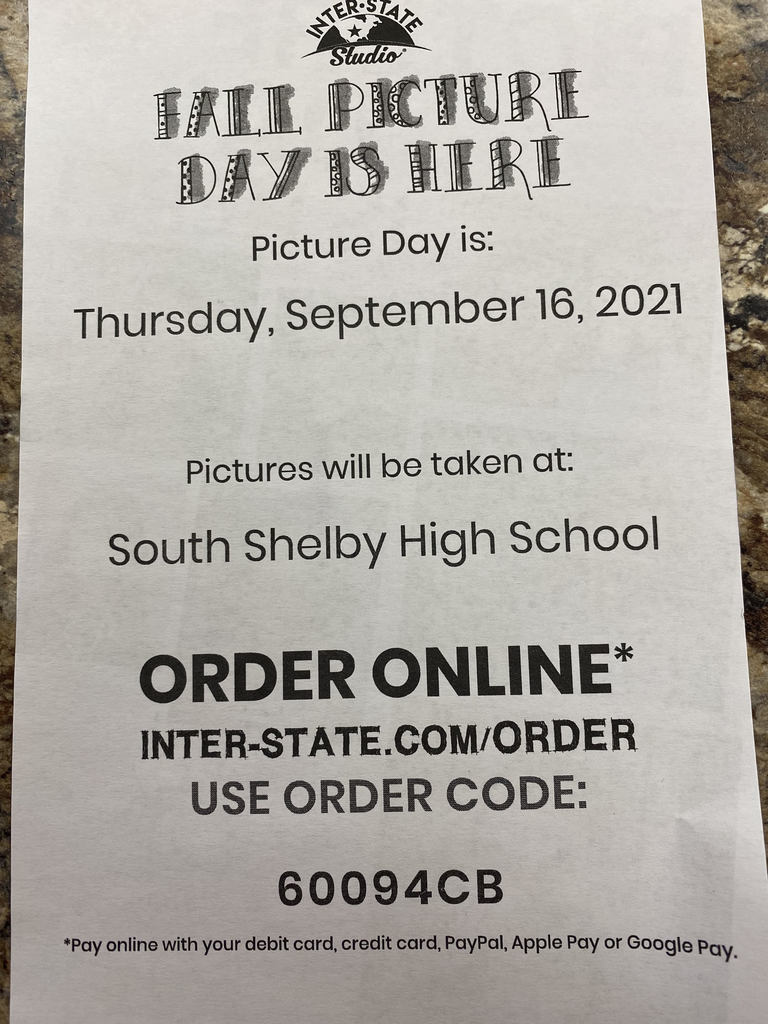 INTER-STATE
Studio
FALL PICTURE
DAY IS HERE
Picture Day is:
Thursday, September 16, 2021
Pictures will be taken at:
South Shelby High School
ORDER ONLINE*
INTER-STATE.COM/ORDER
USE ORDER CODE:
60094CB
*Pay online with your debit card, credit card, PayPal, Apple Pay or Google Pay.